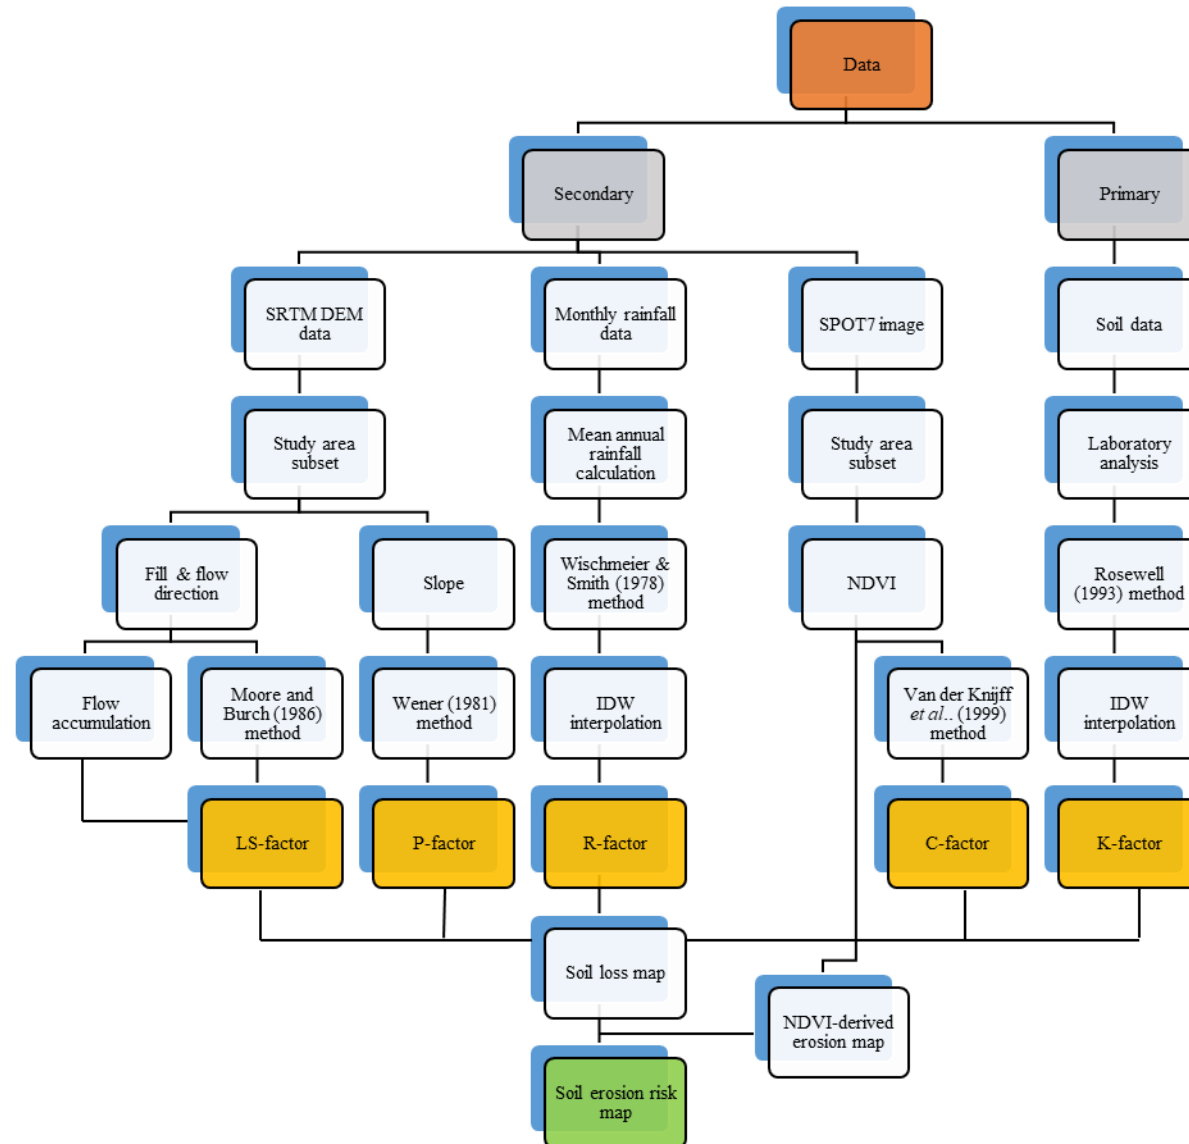 Data
Secondary
Primary
SRTM DEM
data
Monthly rainfall
data
SPOT7 image
Soil data
Study area
subset
Mean annual
rainfall
calculation
Study area
subset
Laboratory
analysis
Fill & flow
direction
Slope
Wischmeier &
Smith (1978)
method
NDVI
Rosewell
(1993) method
Flow
accumulation
Moore and
Burch (1986)
method
Wener (1981)
method
IDW
interpolation
Van der Knijff
et al.. (1999)
method
IDW
interpolation
LS-factor
P-factor
R-factor
C-factor
K-factor
Soil loss map
NDVI-derived
erosion map
Soil erosion risk
map